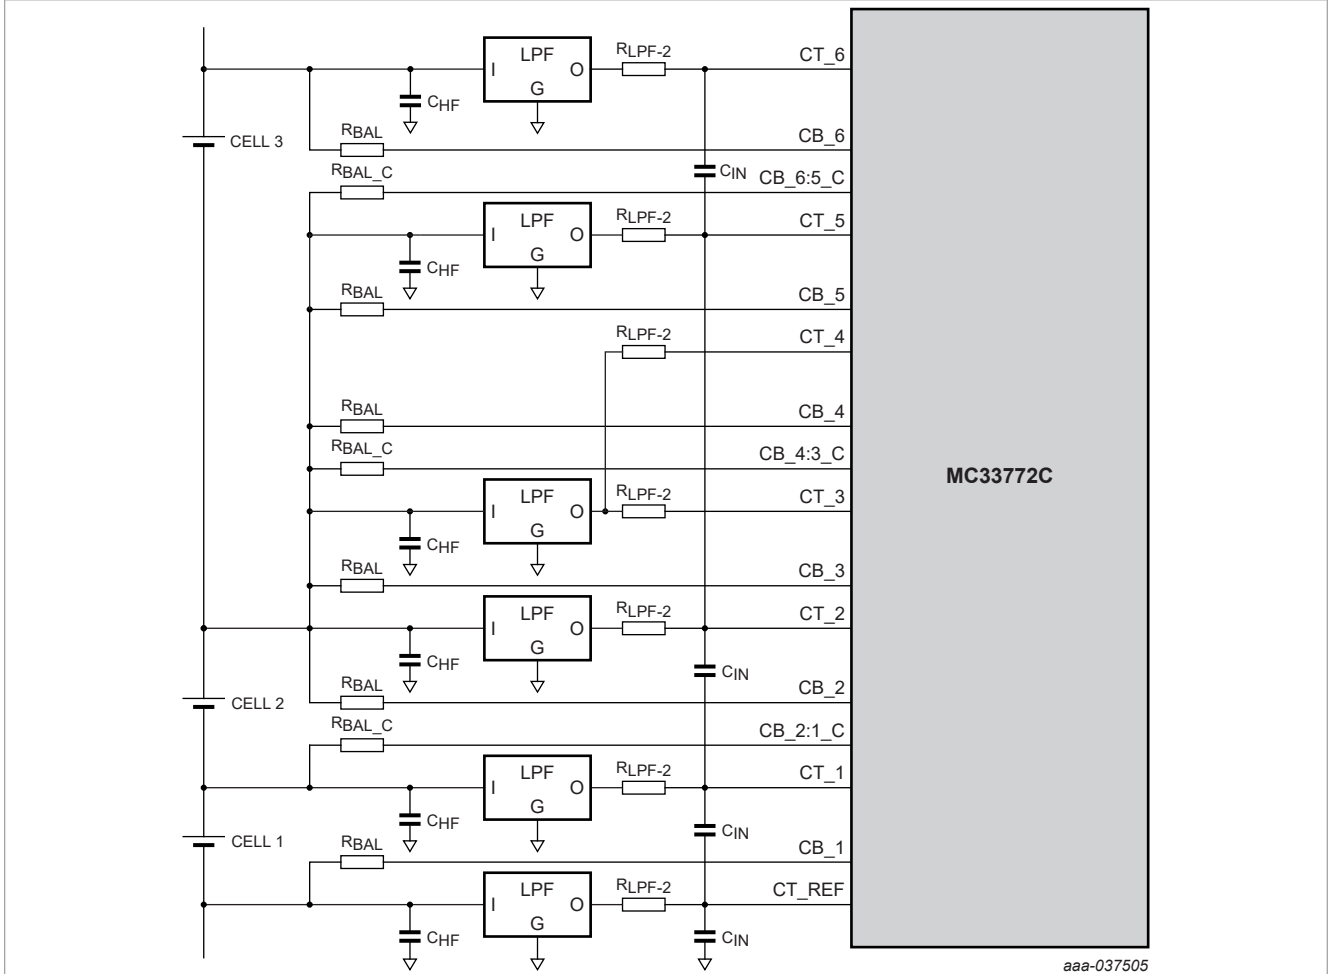 LPF
RLPF-2
CT_6
I
O
G
CHF
CELL 3
RBAL
CB_6
RBAL_C
CIN
CB_6:5_C
LPF
RLPF-2
CT_5
I
O
G
CHF
RBAL
CB_5
RLPF-2
CT_4
RBAL
CB_4
RBAL_C
CB_4:3_C
MC33772C
LPF
RLPF-2
CT_3
I
O
G
CHF
RBAL
CB_3
LPF
RLPF-2
CT_2
I
O
G
CHF
CIN
CELL 2
RBAL
CB_2
RBAL_C
CB_2:1_C
LPF
RLPF-2
CT_1
I
O
G
CHF
CIN
CELL 1
RBAL
CB_1
LPF
RLPF-2
CT_REF
I
O
G
CHF
CIN
aaa-037505